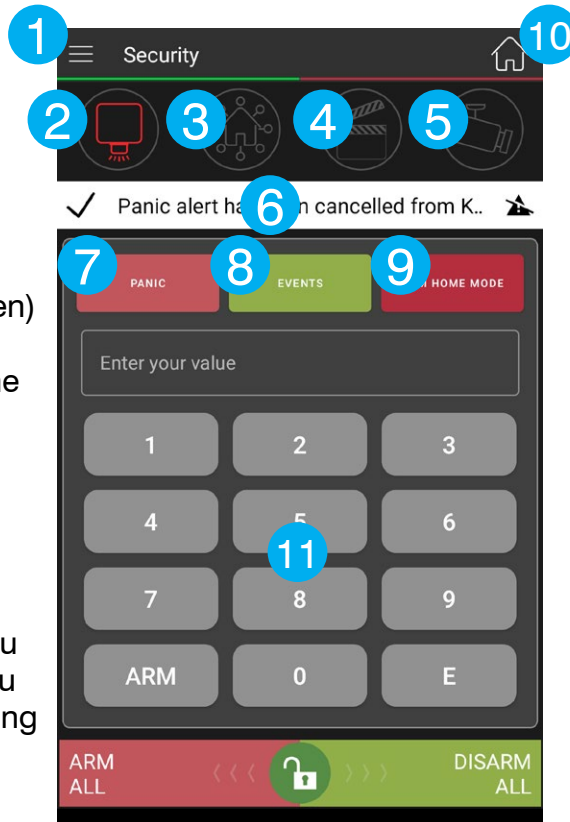 1
10
Security
2
3
4
5
Panic alert ha 6 n cancelled from K..
7
8
9
PANIC
EVENTS
HOME MODE
en)
Enter your value
ne
1
2
3
4
5
6
11
7
8
9
u
u
ARM
0
E
ng
ARM
ALL
DISARM
ALL